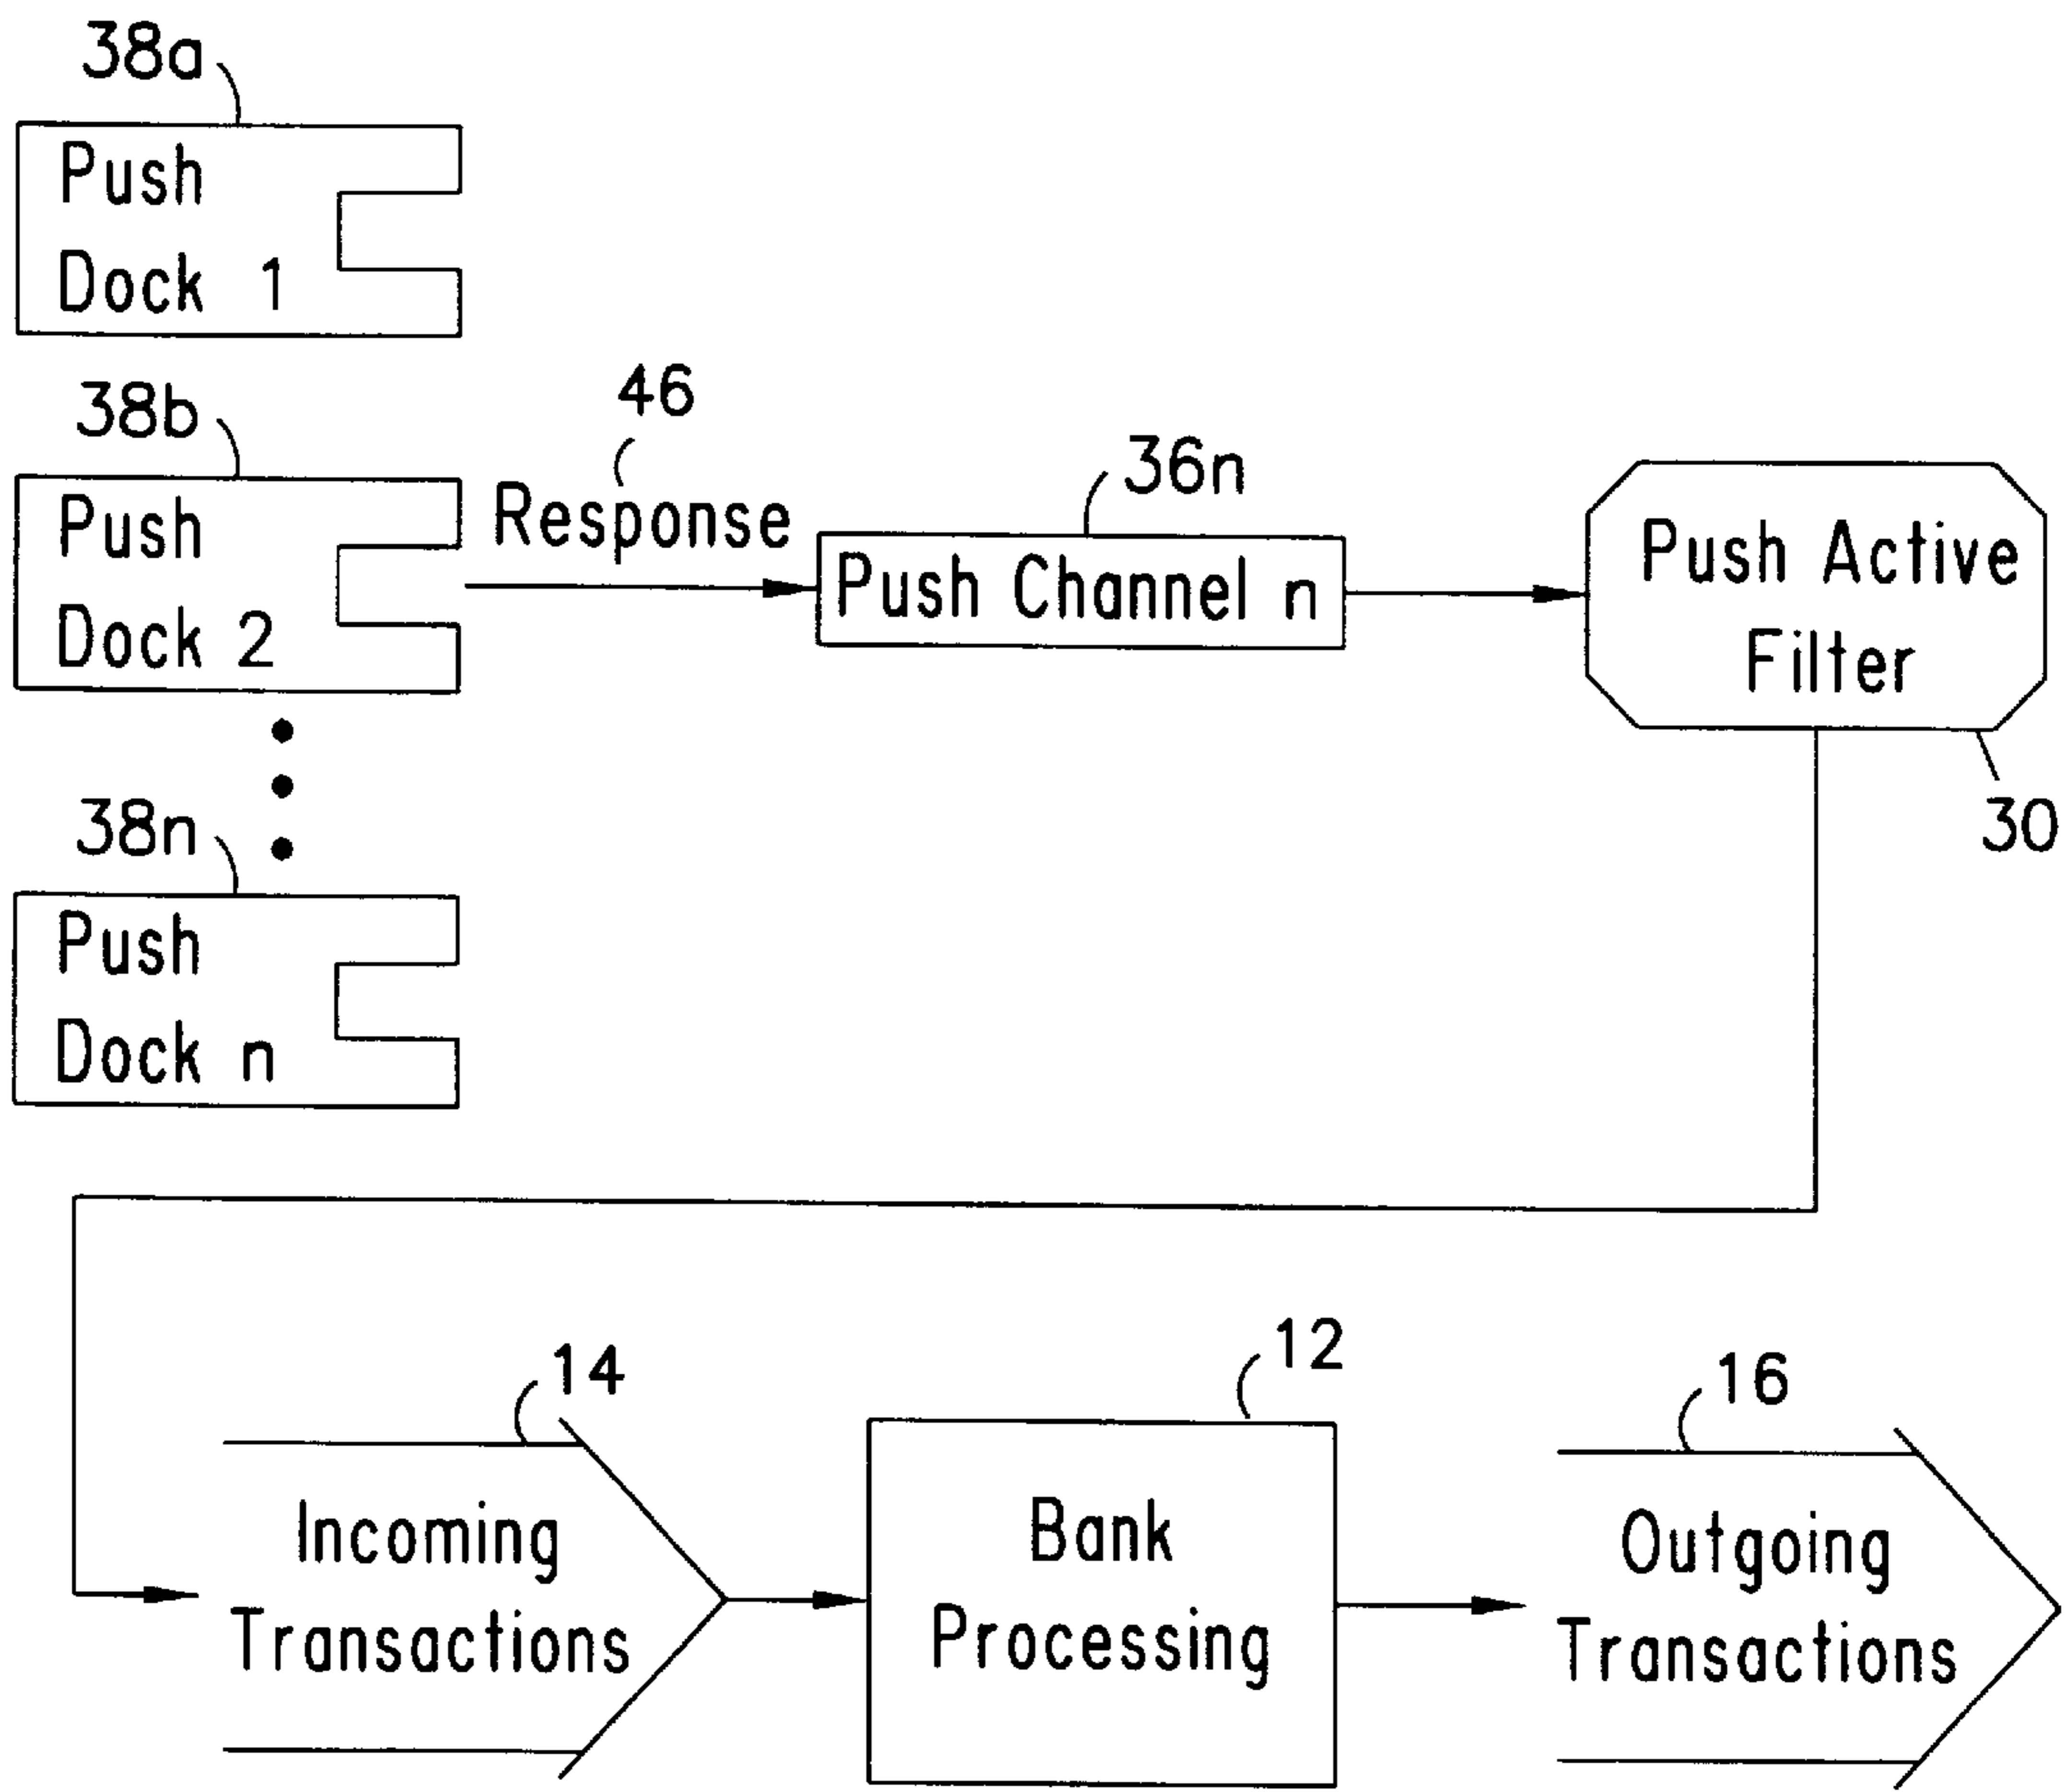 38a
Push
Dock 1
38b
Push
Dock 2
46
Response
36n
Push Channel n
Push Active
Filter
30
38n
Push
Dock n
14
Incoming
Transactions
12
Bank
Processing
16
Outgoing
Transactions